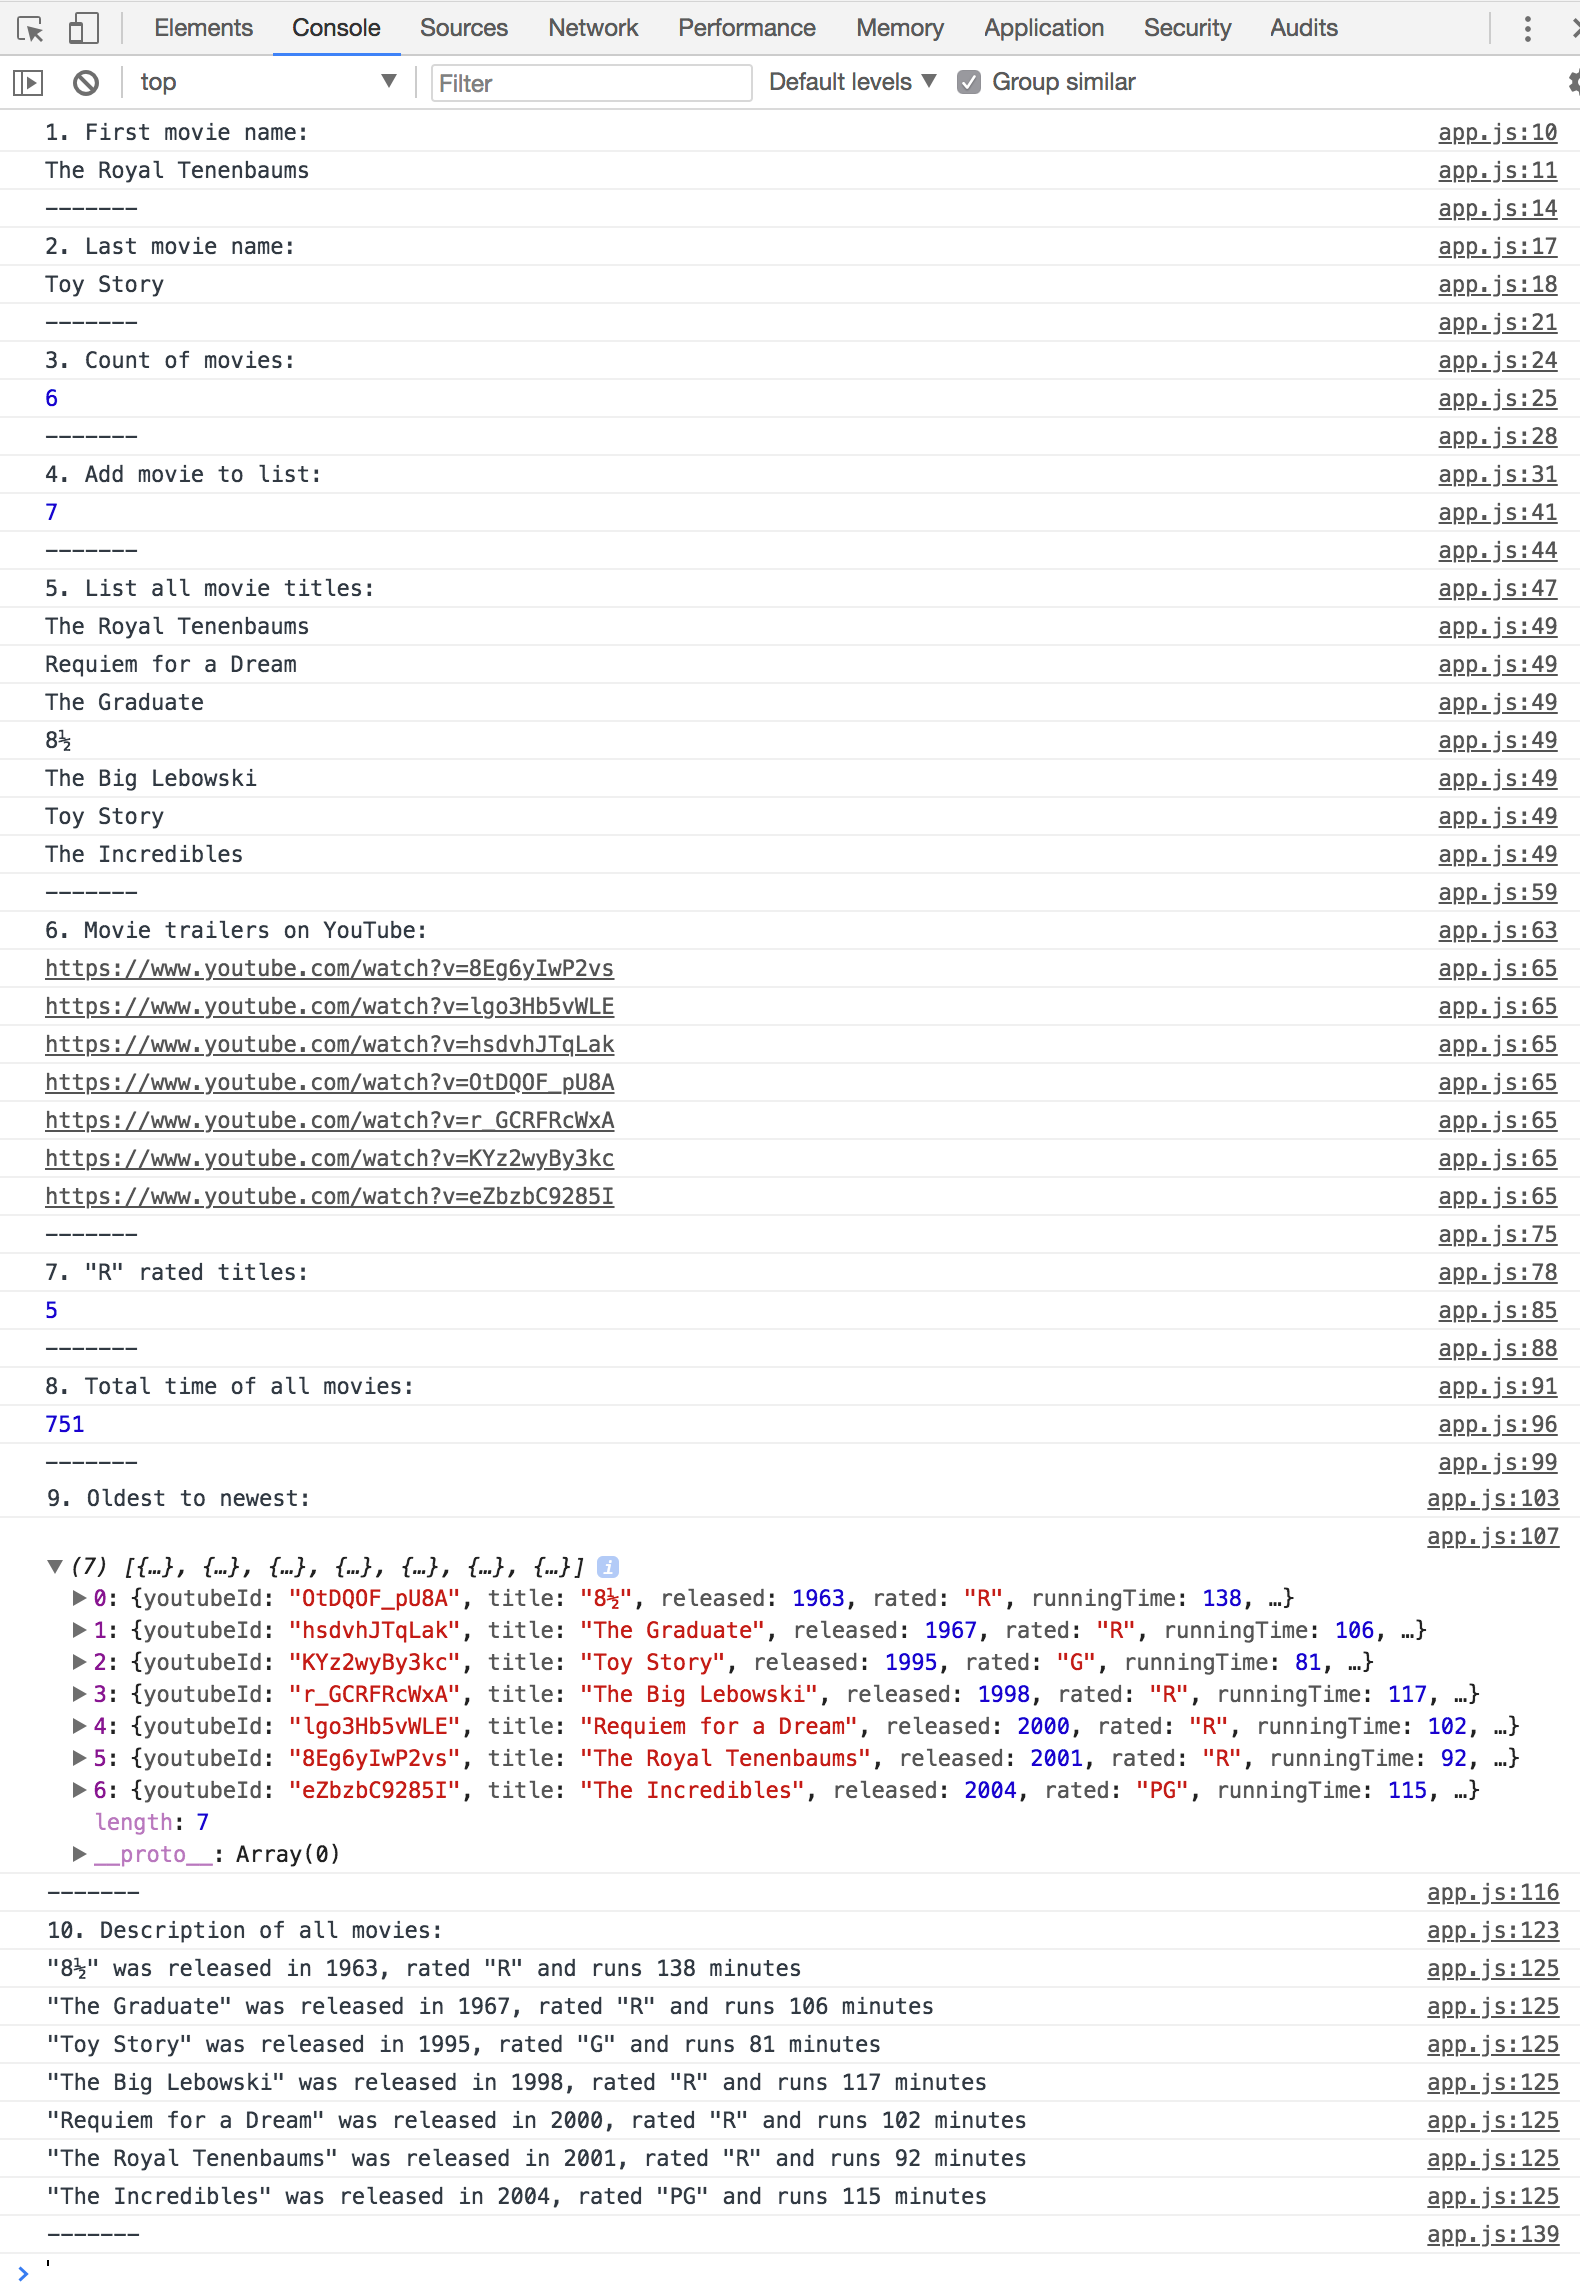 Elements Console Sources Network Performance Memory Application Security Audits
top Filter Default levels Group similar
1. First movie name: app.js:10
The Royal Tenenbaums app.js:11
------- app.js:14
2. Last movie name: app.js:17
Toy Story app.js:18
------- app.js:21
3. Count of movies: app.js:24
6 app.js:25
------- app.js:28
4. Add movie to list: app.js:31
7 app.js:41
------- app.js:44
5. List all movie titles: app.js:47
The Royal Tenenbaums app.js:49
Requiem for a Dream app.js:49
The Graduate app.js:49
8½ app.js:49
The Big Lebowski app.js:49
Toy Story app.js:49
The Incredibles app.js:49
------- app.js:59
6. Movie trailers on YouTube: app.js:63
https://www.youtube.com/watch?v=8Eg6yIwP2vs app.js:65
https://www.youtube.com/watch?v=lgo3Hb5vWLE app.js:65
https://www.youtube.com/watch?v=hsdvhJTqLak app.js:65
https://www.youtube.com/watch?v=OtDQOF_pU8A app.js:65
https://www.youtube.com/watch?v=r_GCRFRcWxA app.js:65
https://www.youtube.com/watch?v=KYz2wyBy3kc app.js:65
https://www.youtube.com/watch?v=eZbzbC9285I app.js:65
------- app.js:75
7. "R" rated titles: app.js:78
5 app.js:85
------- app.js:88
8. Total time of all movies: app.js:91
751 app.js:96
------- app.js:99
9. Oldest to newest: app.js:103
app.js:107
(7) [{…}, {…}, {…}, {…}, {…}, {…}, {…}] i
0: {youtubeId: "OtDQOF_pU8A", title: "8½", released: 1963, rated: "R", runningTime: 138, …}
1: {youtubeId: "hsdvhJTqLak", title: "The Graduate", released: 1967, rated: "R", runningTime: 106, …}
2: {youtubeId: "KYz2wyBy3kc", title: "Toy Story", released: 1995, rated: "G", runningTime: 81, …}
3: {youtubeId: "r_GCRFRcWxA", title: "The Big Lebowski", released: 1998, rated: "R", runningTime: 117, …}
4: {youtubeId: "lgo3Hb5vWLE", title: "Requiem for a Dream", released: 2000, rated: "R", runningTime: 102, …}
5: {youtubeId: "8Eg6yIwP2vs", title: "The Royal Tenenbaums", released: 2001, rated: "R", runningTime: 92, …}
6: {youtubeId: "eZbzbC9285I", title: "The Incredibles", released: 2004, rated: "PG", runningTime: 115, …}
length: 7
__proto__: Array(0)
------- app.js:116
10. Description of all movies: app.js:123
"8½" was released in 1963, rated "R" and runs 138 minutes app.js:125
"The Graduate" was released in 1967, rated "R" and runs 106 minutes app.js:125
"Toy Story" was released in 1995, rated "G" and runs 81 minutes app.js:125
"The Big Lebowski" was released in 1998, rated "R" and runs 117 minutes app.js:125
"Requiem for a Dream" was released in 2000, rated "R" and runs 102 minutes app.js:125
"The Royal Tenenbaums" was released in 2001, rated "R" and runs 92 minutes app.js:125
"The Incredibles" was released in 2004, rated "PG" and runs 115 minutes app.js:125
------- app.js:139